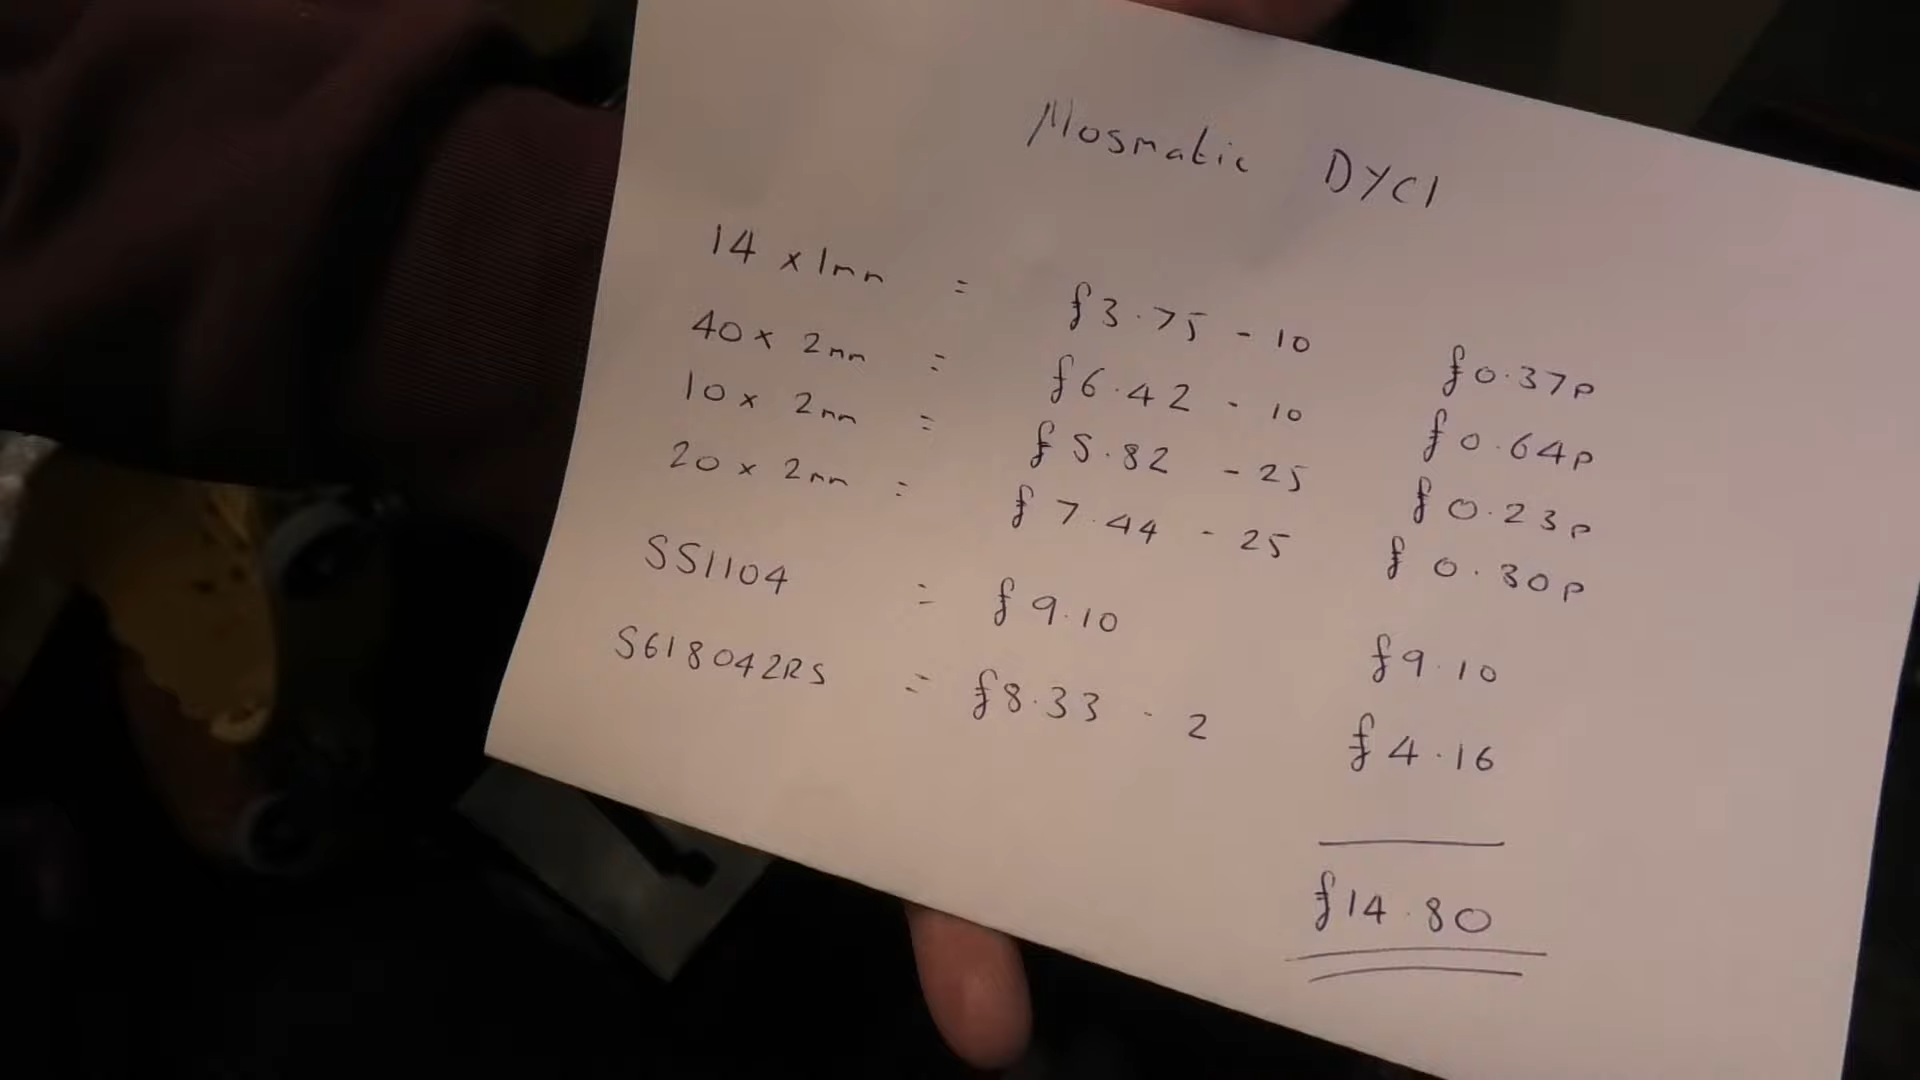 Mosmatic DYCI
14 x 1mm = £3.75 - 10 £0.37p
40 x 2mm = £6.42 - 10 £0.64p
10 x 2mm = £5.82 - 25 £0.23p
20 x 2mm = £7.44 - 25 £0.30p
SS1104 = £9.10 £9.10
S618042RS = £8.33 - 2 £4.16
£14.80